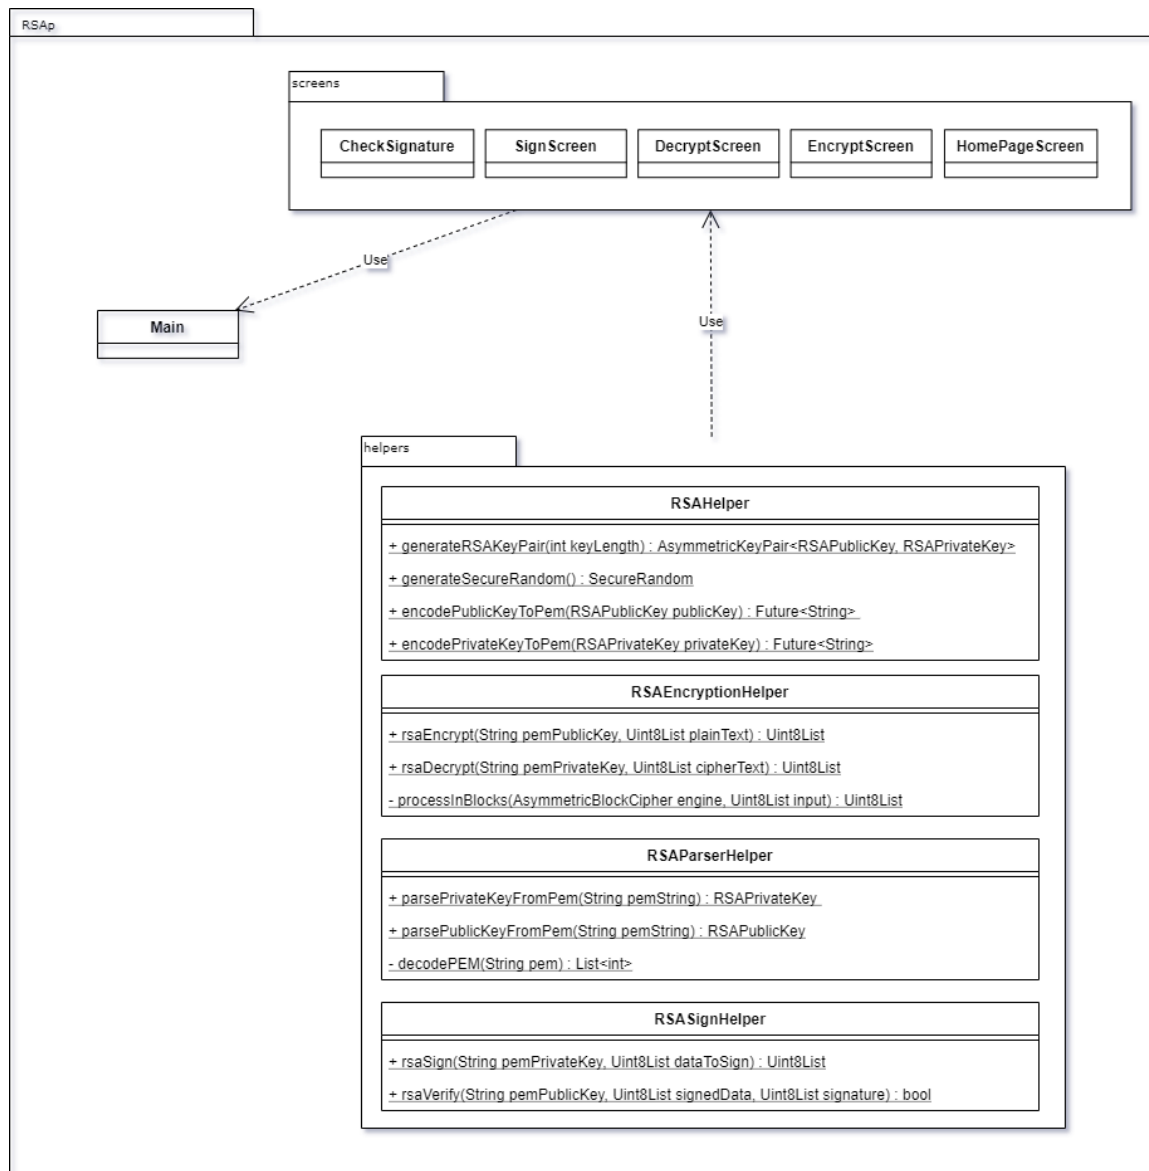 RSAp
screens
CheckSignature
SignScreen
DecryptScreen
EncryptScreen
HomePageScreen
Use
Main
Use
helpers
RSAHelper
+ generateRSAKeyPair(int keyLength) : AsymmetricKeyPair<RSAPublicKey, RSAPrivateKey>
+ generateSecureRandom() : SecureRandom
+ encodePublicKeyToPem(RSAPublicKey publicKey) : Future<String>
+ encodePrivateKeyToPem(RSAPrivateKey privateKey) : Future<String>
RSAEncryptionHelper
+ rsaEncrypt(String pemPublicKey, Uint8List plainText) : Uint8List
+ rsaDecrypt(String pemPrivateKey, Uint8List cipherText) : Uint8List
- processInBlocks(AsymmetricBlockCipher engine, Uint8List input) : Uint8List
RSAParserHelper
+ parsePrivateKeyFromPem(String pemString) : RSAPrivateKey
+ parsePublicKeyFromPem(String pemString) : RSAPublicKey
- decodePEM(String pem) : List<int>
RSASignHelper
+ rsaSign(String pemPrivateKey, Uint8List dataToSign) : Uint8List
+ rsaVerify(String pemPublicKey, Uint8List signedData, Uint8List signature) : bool